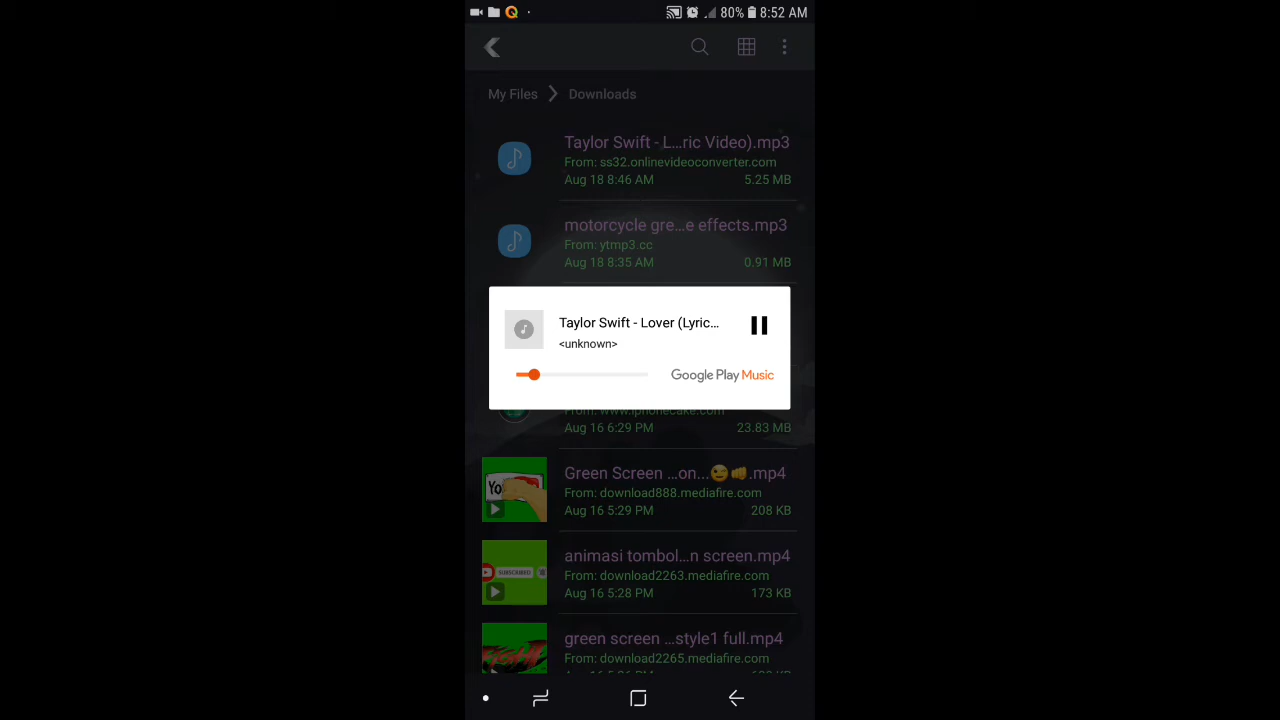 80% 8:52 AM
My Files Downloads
Taylor Swift - L...ric Video).mp3
From: ss32.onlinevideoconverter.com
Aug 18 8:46 AM 5.25 MB
motorcycle gre...e effects.mp3
From: ytmp3.cc
Aug 18 8:35 AM 0.91 MB
Taylor Swift - Lover (Lyric...
<unknown>
Google Play Music
From: www.iphonecake.com
Aug 16 6:29 PM 23.83 MB
Green Screen ...on...😉👊.mp4
From: download888.mediafire.com
Aug 16 5:29 PM 208 KB
animasi tombol...n screen.mp4
From: download2263.mediafire.com
Aug 16 5:28 PM 173 KB
SUBSCRIBED
green screen ...style1 full.mp4
From: download2265.mediafire.com